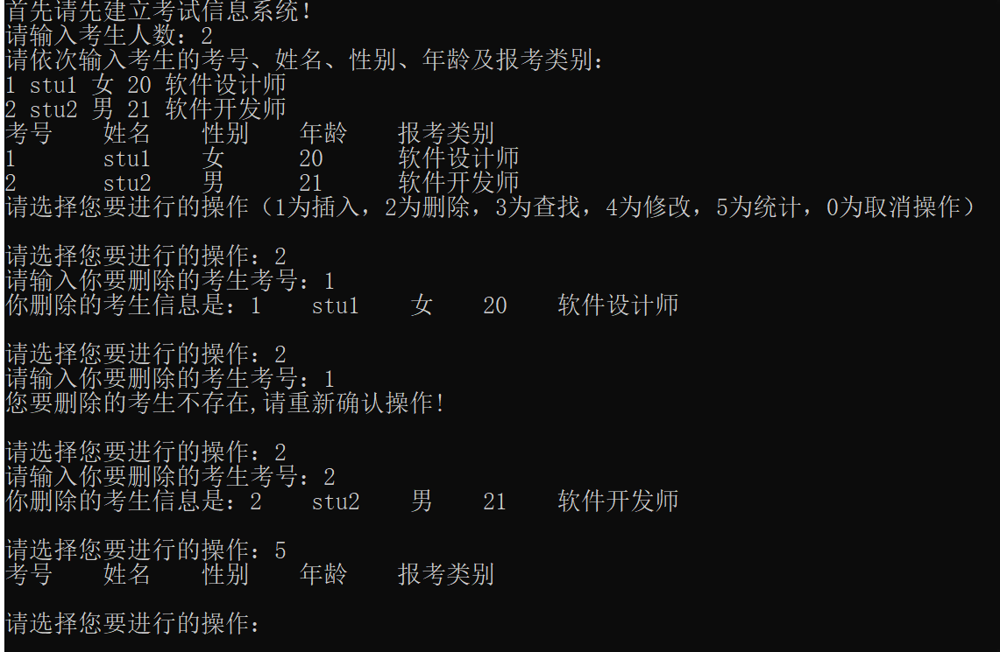 首先请先建立考试信息系统！
请输入考生人数：2
请依次输入考生的考号、姓名、性别、年龄及报考类别：
1 stu1 女 20 软件设计师
2 stu2 男 21 软件开发师
考号 姓名 性别 年龄 报考类别
1 stu1 女 20 软件设计师
2 stu2 男 21 软件开发师
请选择您要进行的操作（1为插入，2为删除，3为查找，4为修改，5为统计，0为取消操作）
请选择您要进行的操作：2
请输入你要删除的考生考号：1
你删除的考生信息是：1 stu1 女 20 软件设计师
请选择您要进行的操作：2
请输入你要删除的考生考号：1
您要删除的考生不存在,请重新确认操作!
请选择您要进行的操作：2
请输入你要删除的考生考号：2
你删除的考生信息是：2 stu2 男 21 软件开发师
请选择您要进行的操作：5
考号 姓名 性别 年龄 报考类别
请选择您要进行的操作：